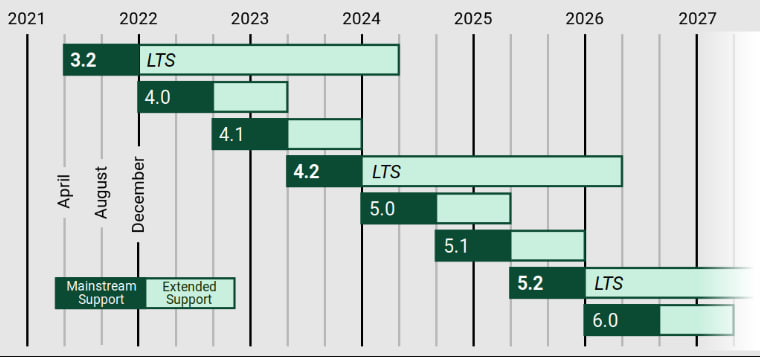 2021 2022 2023 2024 2025 2026 2027
3.2 LTS
4.0
4.1
4.2 LTS
April August December
5.0
5.1
5.2 LTS
Mainstream Support
Extended Support
6.0